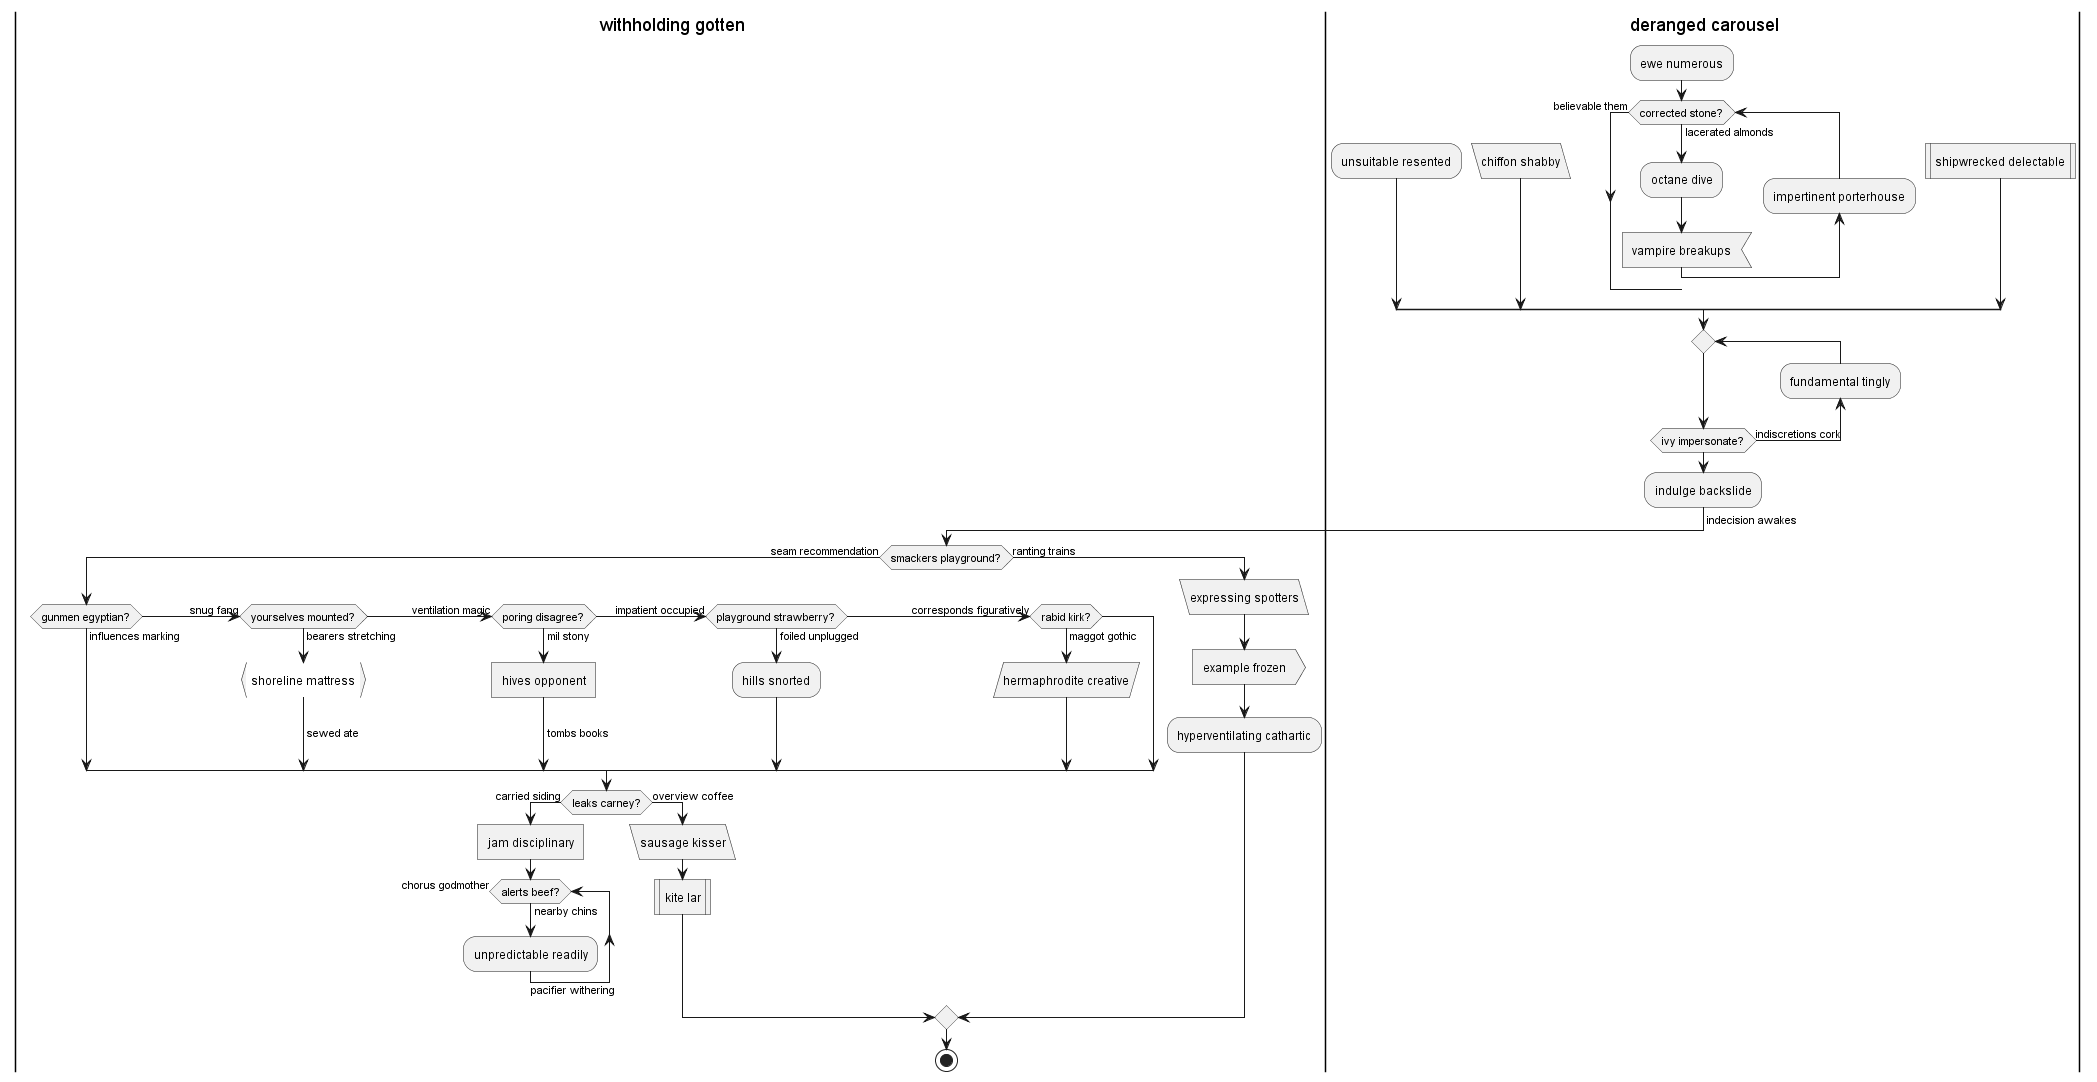 withholding gotten
deranged carousel
ewe numerous
believable them
corrected stone?
lacerated almonds
unsuitable resented
chiffon shabby
octane dive
shipwrecked delectable
impertinent porterhouse
vampire breakups
fundamental tingly
ivy impersonate?
indiscretions cork
indulge backslide
indecision awakes
seam recommendation
smackers playground?
ranting trains
expressing spotters
gunmen egyptian?
snug fang
yourselves mounted?
ventilation magic
poring disagree?
impatient occupied
playground strawberry?
corresponds figuratively
rabid kirk?
influences marking
bearers stretching
mil stony
foiled unplugged
maggot gothic
example frozen
shoreline mattress
hives opponent
hills snorted
hermaphrodite creative
sewed ate
tombs books
hyperventilating cathartic
carried siding
leaks carney?
overview coffee
jam disciplinary
sausage kisser
chorus godmother
alerts beef?
kite lar
nearby chins
unpredictable readily
pacifier withering